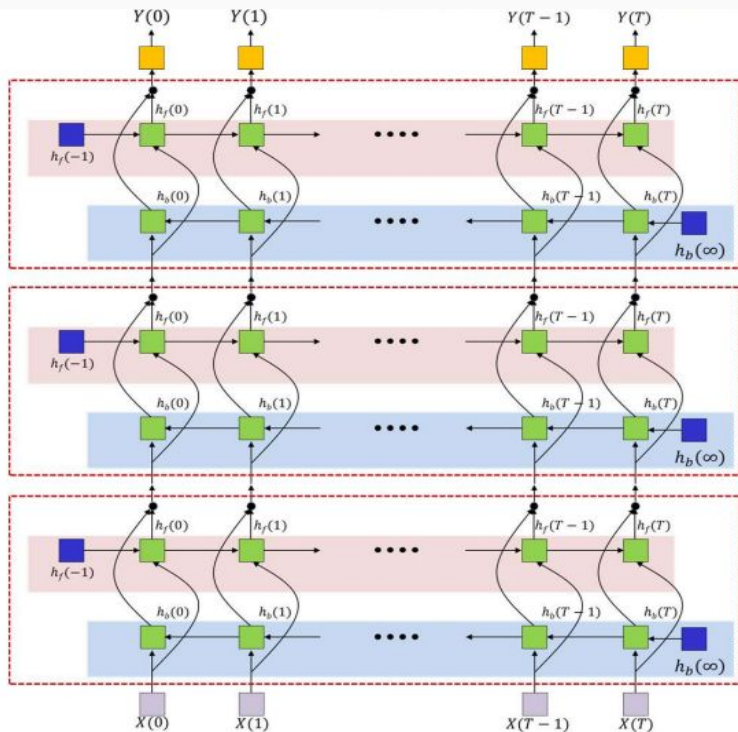 Y(0) Y(1) Y(T−1) Y(T)
h_f(0) h_f(1) h_f(T−1) h_f(T)
h_f(−1)
h_b(0) h_b(1) h_b(T−1) h_b(T)
h_b(∞)
h_f(0) h_f(1) h_f(T−1) h_f(T)
h_f(−1)
h_b(0) h_b(1) h_b(T−1) h_b(T)
h_b(∞)
h_f(0) h_f(1) h_f(T−1) h_f(T)
h_f(−1)
h_b(0) h_b(1) h_b(T−1) h_b(T)
h_b(∞)
X(0) X(1) X(T−1) X(T)